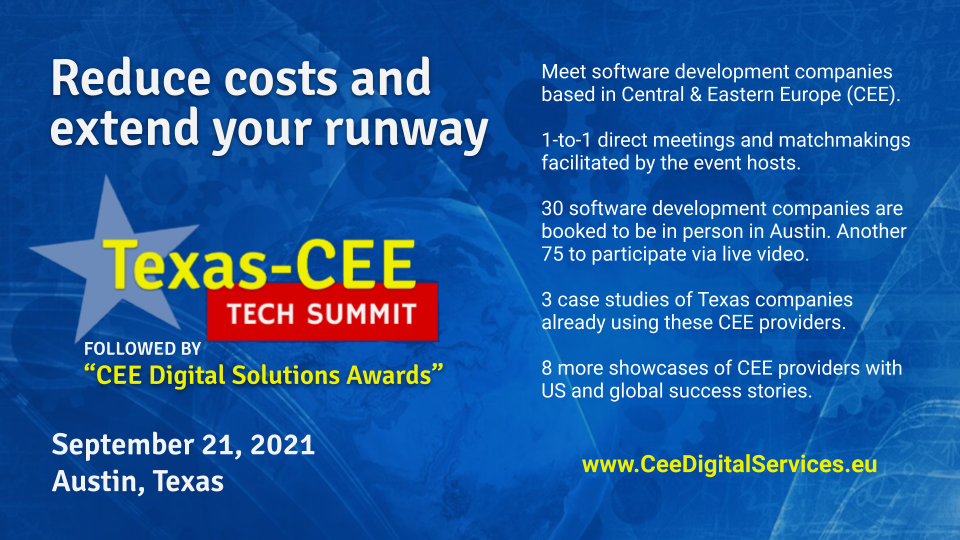 Reduce costs and
extend your runway
Texas-CEE
TECH SUMMIT
FOLLOWED BY
“CEE Digital Solutions Awards”
September 21, 2021
Austin, Texas
Meet software development companies
based in Central & Eastern Europe (CEE).
1-to-1 direct meetings and matchmakings
facilitated by the event hosts.
30 software development companies are
booked to be in person in Austin. Another
75 to participate via live video.
3 case studies of Texas companies
already using these CEE providers.
8 more showcases of CEE providers with
US and global success stories.
www.CeeDigitalServices.eu